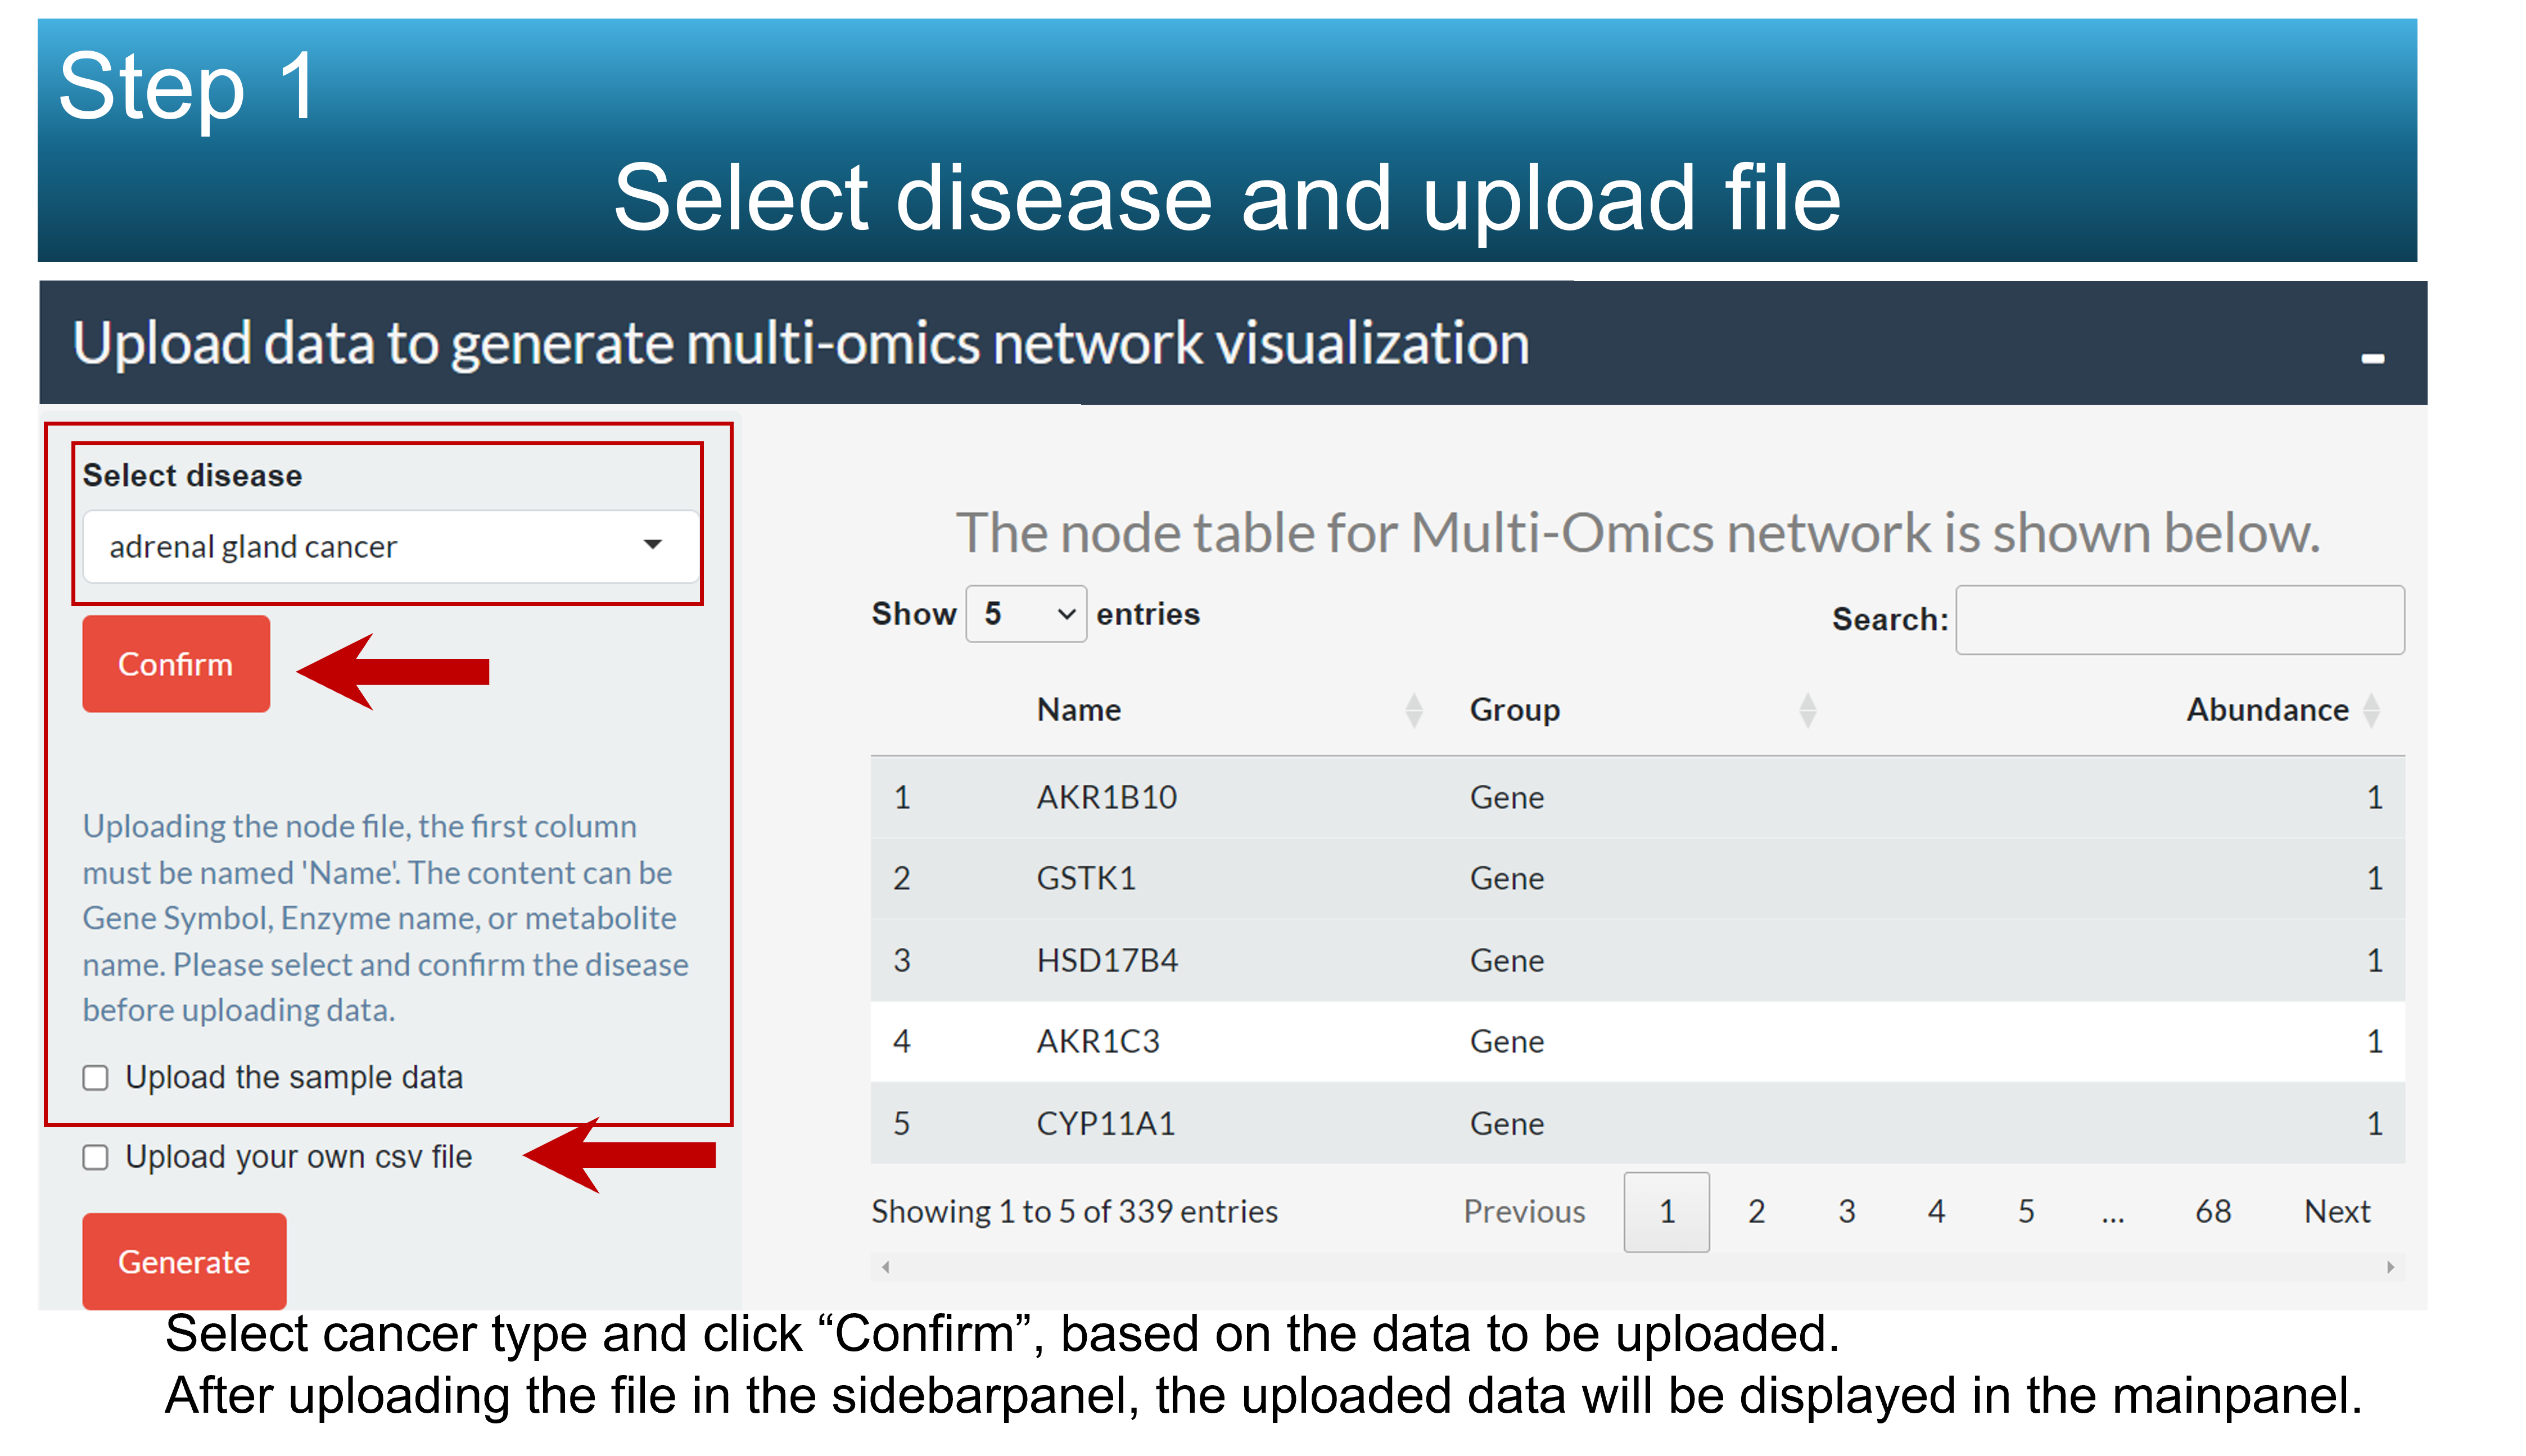 Step 1
Select disease and upload file
Upload data to generate multi-omics network visualization
-
Select disease
adrenal gland cancer
Confirm
Uploading the node file, the first column
must be named 'Name'. The content can be
Gene Symbol, Enzyme name, or metabolite
name. Please select and confirm the disease
before uploading data.
Upload the sample data
Upload your own csv file
Generate
The node table for Multi-Omics network is shown below.
Show 5 entries Search:
Name Group Abundance
1 AKR1B10 Gene 1
2 GSTK1 Gene 1
3 HSD17B4 Gene 1
4 AKR1C3 Gene 1
5 CYP11A1 Gene 1
Showing 1 to 5 of 339 entries Previous 1 2 3 4 5 ... 68 Next
Select cancer type and click “Confirm”, based on the data to be uploaded.
After uploading the file in the sidebarpanel, the uploaded data will be displayed in the mainpanel.